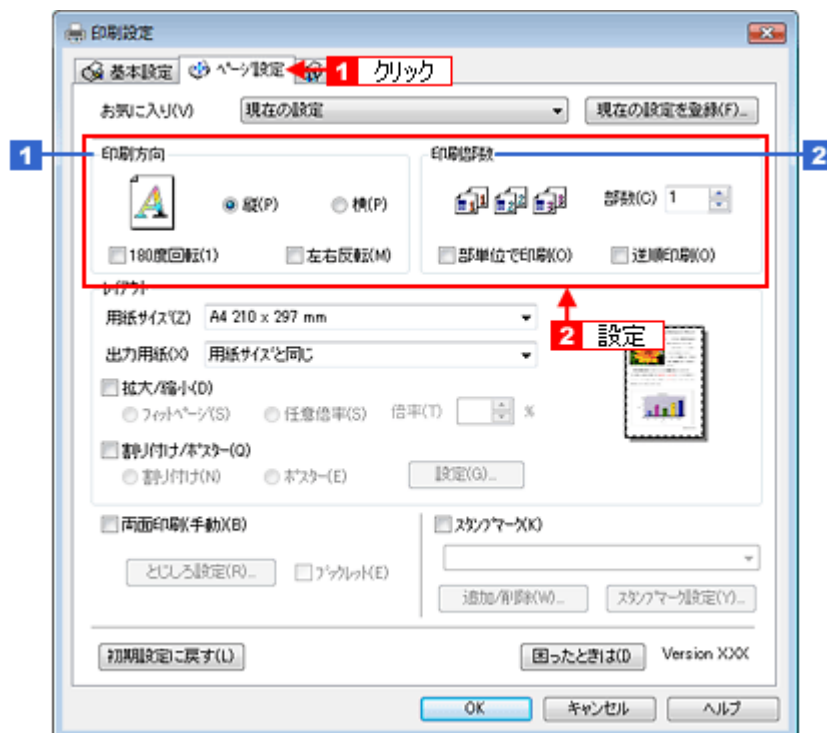 印刷設定
基本設定 ページ設定 1 クリック
お気に入り(V) 現在の設定 現在の設定を登録(F)...
1 印刷方向 印刷部数 2
縦(P) 横(P) 部数(C) 1
180度回転(1) 左右反転(M) 部単位で印刷(O) 逆順印刷(O)
レイアウト
用紙サイズ(Z) A4 210 x 297 mm
2 設定
出力用紙(X) 用紙サイズと同じ
拡大/縮小(D)
フィットページ(S) 任意倍率(S) 倍率(T) %
割り付け/ポスター(Q)
割り付け(N) ポスター(E) 設定(G)...
両面印刷(手動)(B) スタンプマーク(K)
とじしろ設定(R)... ブックレット(E)
追加/削除(W)... スタンプマーク設定(Y)...
初期設定に戻す(L) 困ったときは(I) Version XXX
OK キャンセル ヘルプ